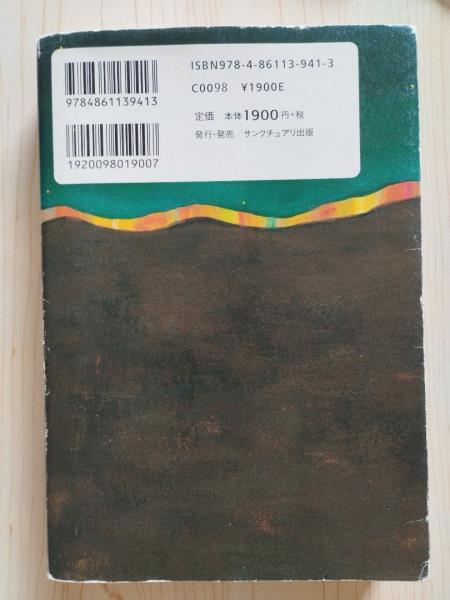 9784861139413
1920098019007
ISBN978-4-86113-941-3
C0098 ¥1900E
定価 本体1900円+税
発行・発売/サンクチュアリ出版